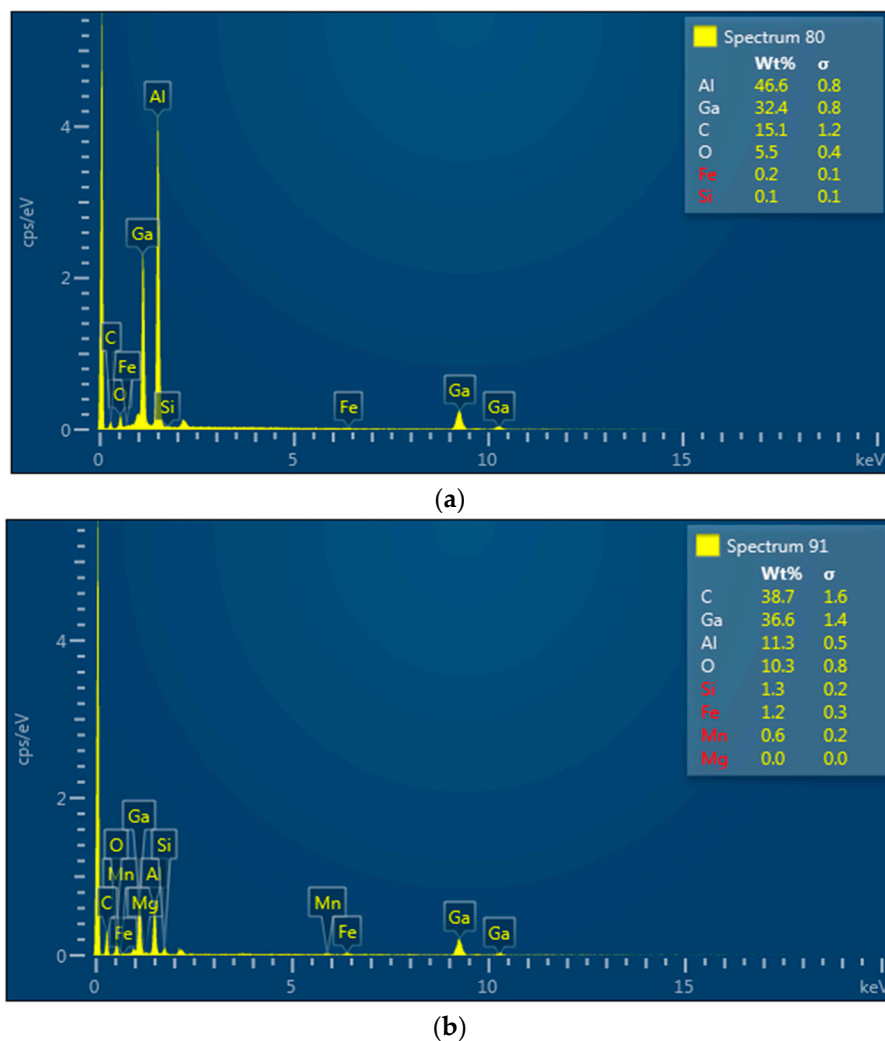 Spectrum 80
Wt% σ
Al 46.6 0.8
Ga 32.4 0.8
C 15.1 1.2
O 5.5 0.4
Fe 0.2 0.1
Si 0.1 0.1
cps/eV
4
2
0
Al
Ga
C
Fe
O
Si
Fe
Ga
Ga
0 5 10 15 keV
(a)
Spectrum 91
Wt% σ
C 38.7 1.6
Ga 36.6 1.4
Al 11.3 0.5
O 10.3 0.8
Si 1.3 0.2
Fe 1.2 0.3
Mn 0.6 0.2
Mg 0.0 0.0
cps/eV
4
2
0
Ga
O Si
Mn Al
C Mg Mn
Fe Fe
Ga Ga
0 5 10 15 keV
(b)